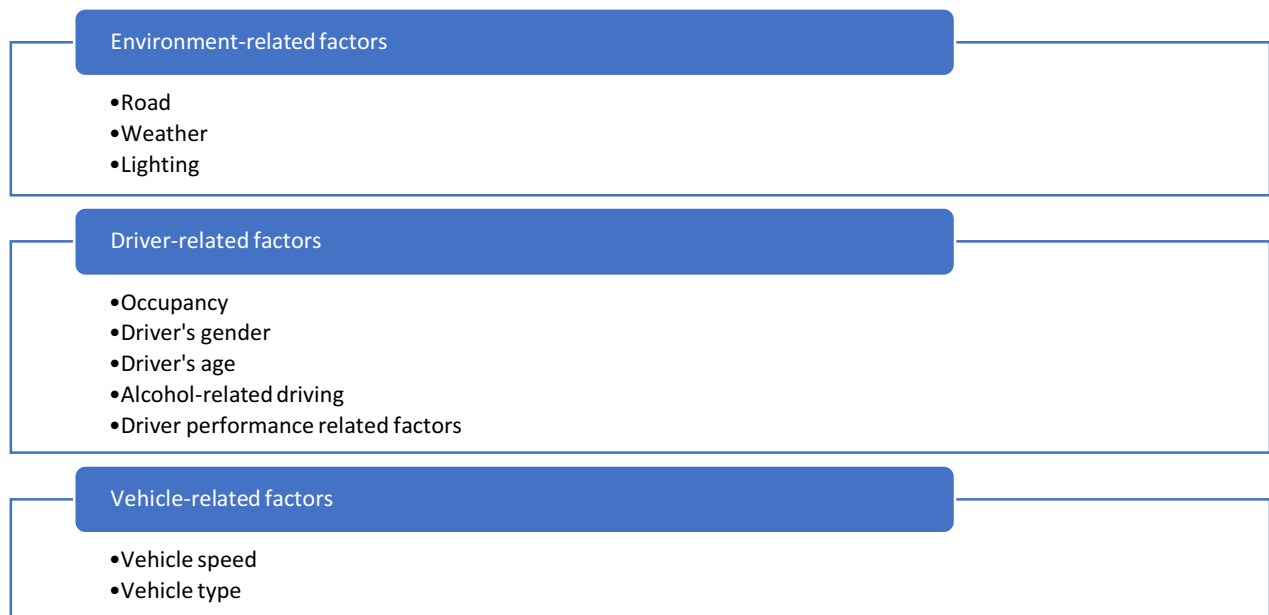 Environment-related factors
•Road
•Weather
•Lighting
Driver-related factors
•Occupancy
•Driver's gender
•Driver's age
•Alcohol-related driving
•Driver performance related factors
Vehicle-related factors
•Vehicle speed
•Vehicle type